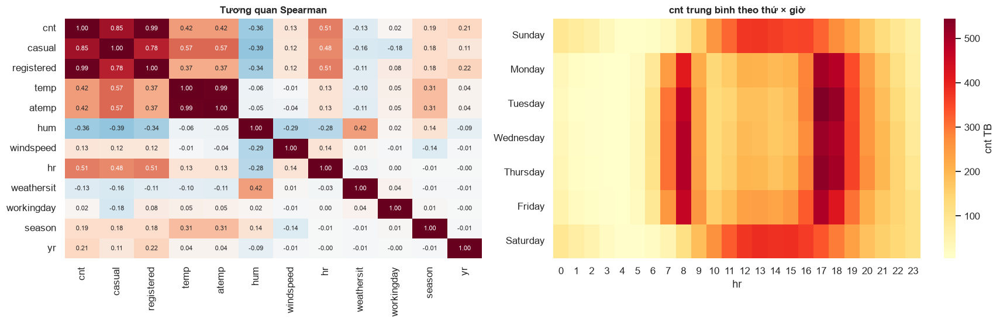 Tương quan Spearman
cnt 1.00 0.85 0.99 0.42 0.42 -0.36 0.13 0.51 -0.13 0.02 0.19 0.21
casual 0.85 1.00 0.78 0.57 0.57 -0.39 0.12 0.48 -0.16 -0.18 0.18 0.11
registered 0.99 0.78 1.00 0.37 0.37 -0.34 0.12 0.51 -0.11 0.08 0.18 0.22
temp 0.42 0.57 0.37 1.00 0.99 -0.06 -0.01 0.13 -0.10 0.05 0.31 0.04
atemp 0.42 0.57 0.37 0.99 1.00 -0.05 -0.04 0.13 -0.11 0.05 0.31 0.04
hum -0.36 -0.39 -0.34 -0.06 -0.05 1.00 -0.29 -0.28 0.42 0.02 0.14 -0.09
windspeed 0.13 0.12 0.12 -0.01 -0.04 -0.29 1.00 0.14 0.01 -0.01 -0.14 -0.01
hr 0.51 0.48 0.51 0.13 0.13 -0.28 0.14 1.00 -0.03 0.00 -0.01 -0.00
weathersit -0.13 -0.16 -0.11 -0.10 -0.11 0.42 0.01 -0.03 1.00 0.04 -0.01 -0.01
workingday 0.02 -0.18 0.08 0.05 0.05 0.02 -0.01 0.00 0.04 1.00 0.01 -0.00
season 0.19 0.18 0.18 0.31 0.31 0.14 -0.14 -0.01 -0.01 0.01 1.00 -0.01
yr 0.21 0.11 0.22 0.04 0.04 -0.09 -0.01 -0.00 -0.01 -0.00 -0.01 1.00
cnt casual registered temp atemp hum windspeed hr weathersit workingday season yr
cnt trung bình theo thứ × giờ
Sunday
Monday
Tuesday
Wednesday
Thursday
Friday
Saturday
0 1 2 3 4 5 6 7 8 9 10 11 12 13 14 15 16 17 18 19 20 21 22 23
hr
500
400
300
200
100
cnt TB